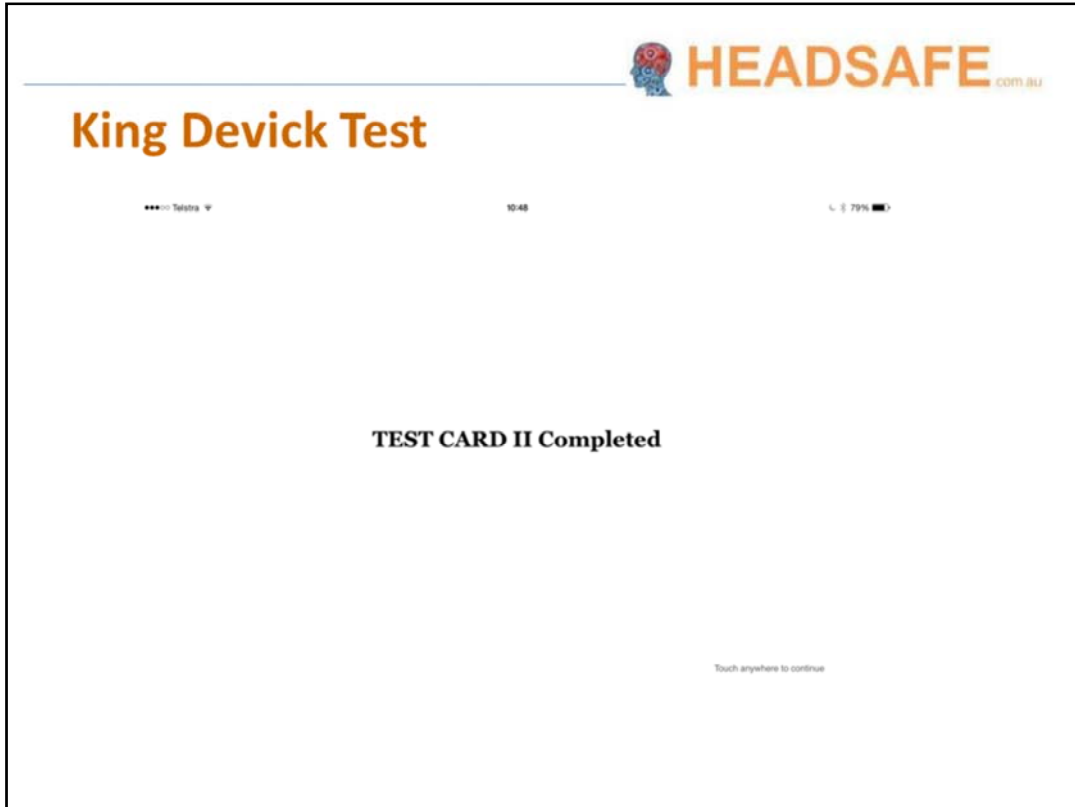 HEADSAFE.com.au
King Devick Test
Telstra 10:48 79%
TEST CARD II Completed
Touch anywhere to continue